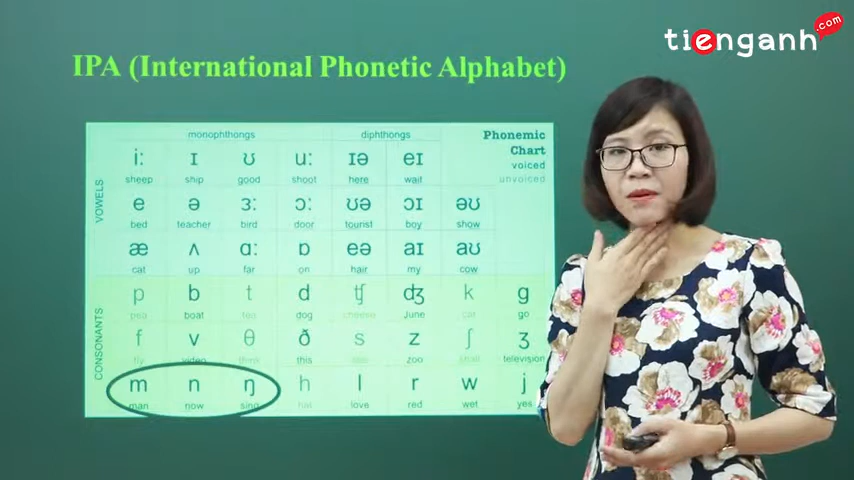 tienganh.com
IPA (International Phonetic Alphabet)
monophthongs diphthongs Phonemic
Chart
voiced
unvoiced
VOWELS
iː ɪ ʊ uː ɪə eɪ
sheep ship good shoot here wait
e ə ɜː ɔː ʊə ɔɪ əʊ
bed teacher bird door tourist boy show
æ ʌ ɑː ɒ eə aɪ aʊ
cat up far on hair my cow
CONSONANTS
p b t d ʧ ʤ k g
pea boat tea dog cheese June car go
f v θ ð s z ʃ ʒ
fly video think this see zoo shall television
m n ŋ h l r w j
man now sing hat love red wet yes